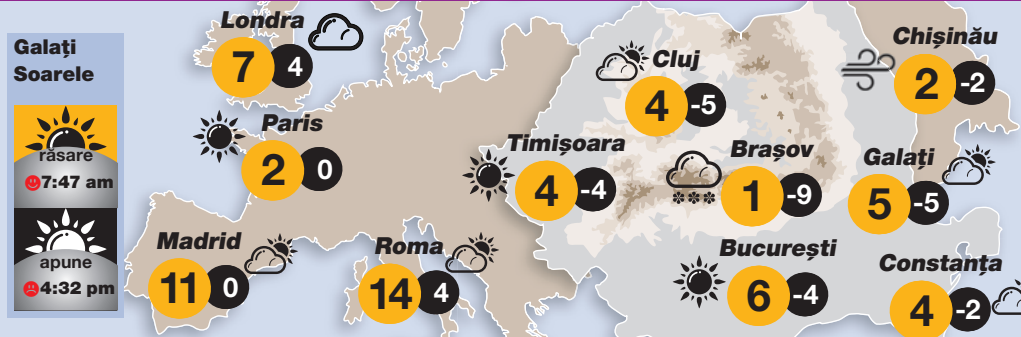 Galați
Soarele
răsare
7:47 am
apune
4:32 pm
Londra
7 4
Paris
2 0
Madrid
11 0
Roma
14 4
Cluj
4 -5
Timișoara
4 -4
Brașov
1 -9
București
6 -4
Chișinău
2 -2
Galați
5 -5
Constanța
4 -2